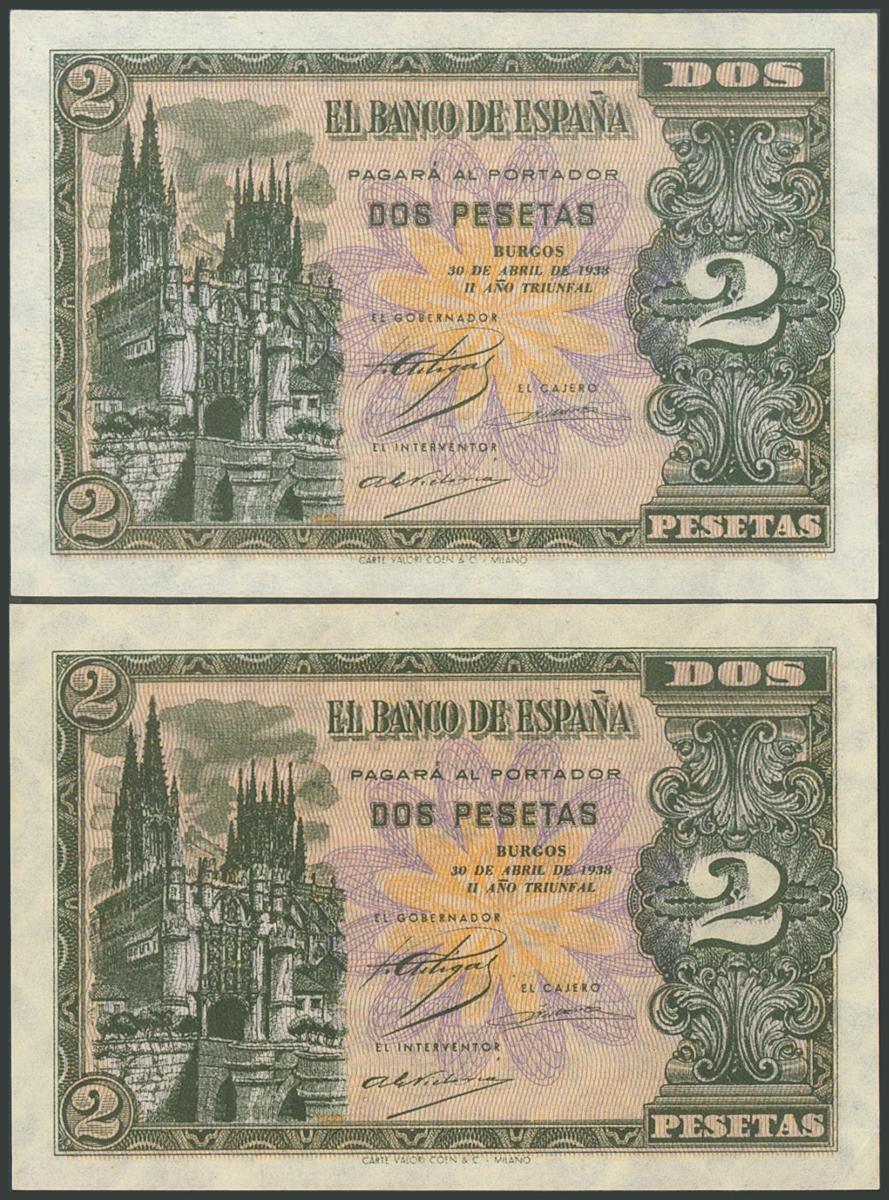 2
DOS
EL BANCO DE ESPAÑA
PAGARÁ AL PORTADOR
DOS PESETAS
BURGOS
30 DE ABRIL DE 1938
II AÑO TRIUNFAL
2
EL GOBERNADOR
EL CAJERO
EL INTERVENTOR
2
PESETAS
CARTE VALORI COEN & C. - MILANO
2
DOS
EL BANCO DE ESPAÑA
PAGARÁ AL PORTADOR
DOS PESETAS
BURGOS
30 DE ABRIL DE 1938
II AÑO TRIUNFAL
2
EL GOBERNADOR
EL CAJERO
EL INTERVENTOR
2
PESETAS
CARTE VALORI COEN & C. - MILANO